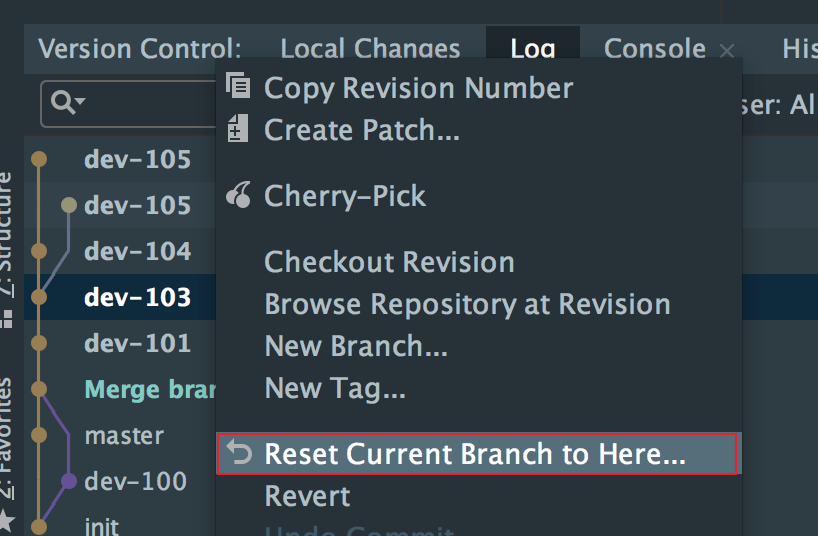 Version Control: Local Changes Log Console × His
ser: Al
Copy Revision Number
Create Patch...
Cherry-Pick
Checkout Revision
Browse Repository at Revision
New Branch...
New Tag...
Reset Current Branch to Here...
Revert
Undo Commit
dev-105
dev-105
dev-104
dev-103
dev-101
Merge bran
master
dev-100
init
7: Structure
2: Favorites